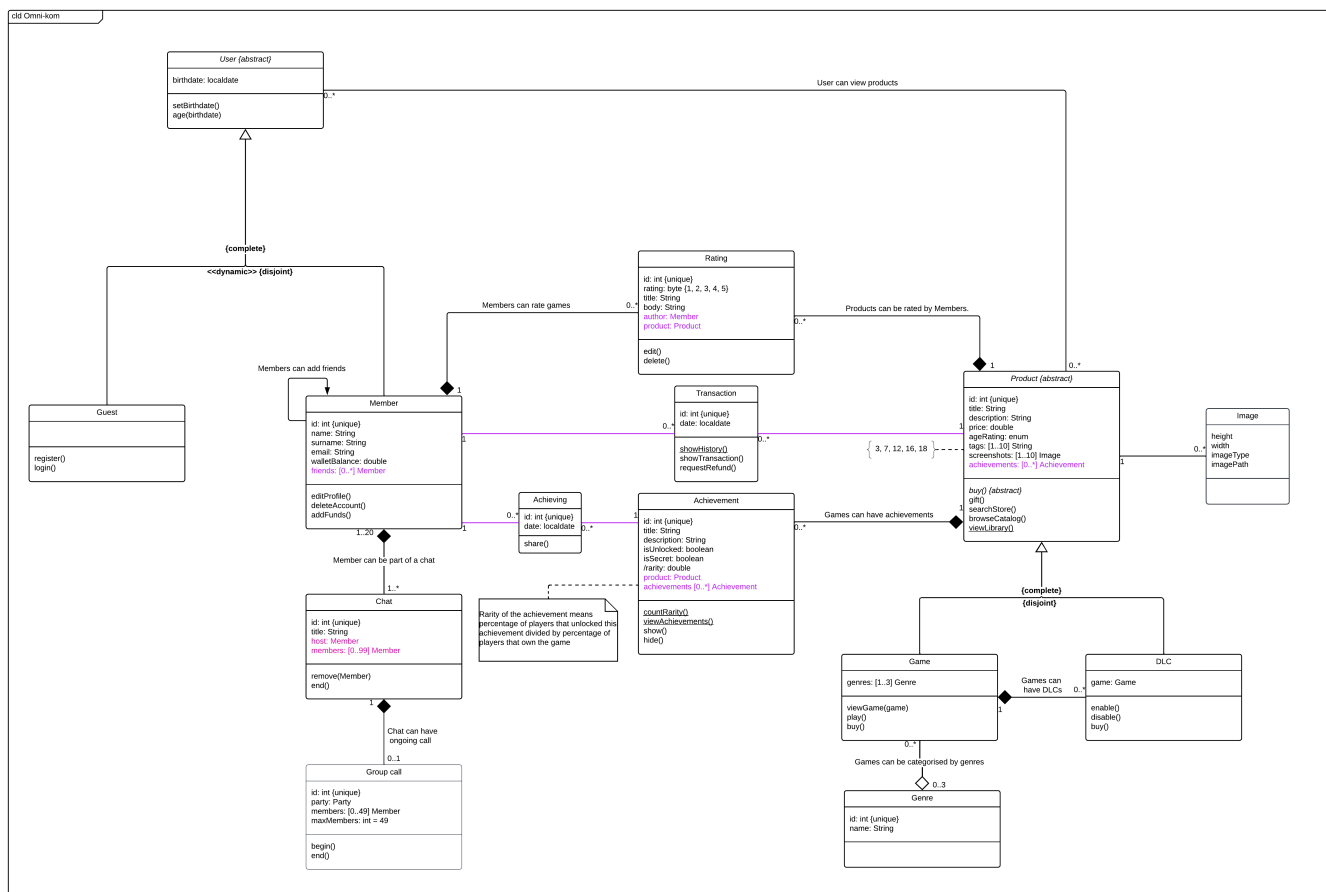 cld Omni-kom
User {abstract}
birthdate: localdate
setBirthdate()
age(birthdate)
0..*
User can view products
{complete}
<<dynamic>> {disjoint}
Guest
register()
login()
Members can add friends
Member
id: int {unique}
name: String
surname: String
email: String
walletBalance: double
friends: [0..*] Member
editProfile()
deleteAccount()
addFunds()
Members can rate games
0..*
1
Rating
id: int {unique}
rating: byte {1, 2, 3, 4, 5}
title: String
body: String
author: Member
product: Product
edit()
delete()
Products can be rated by Members.
0..*
1
0..*
Transaction
id: int {unique}
date: localdate
showHistory()
showTransaction()
requestRefund()
1
0..*
0..*
1
Product {abstract}
id: int {unique}
title: String
description: String
price: double
ageRating: enum
tags: [1..10] String
screenshots: [1..10] Image
achievements: [0..*] Achievement
buy() {abstract}
gift()
searchStore()
browseCatalog()
viewLibrary()
{ 3, 7, 12, 16, 18 }
1
0..*
Image
height
width
imageType
imagePath
Achieving
id: int {unique}
date: localdate
share()
1
0..*
0..*
1
Achievement
id: int {unique}
title: String
description: String
isUnlocked: boolean
isSecret: boolean
/rarity: double
product: Product
achievements [0..*] Achievement
countRarity()
viewAchievements()
show()
hide()
Games can have achievements
0..*
1
Rarity of the achievement means
percentage of players that unlocked this
achievement divided by percentage of
players that own the game
1..20
Member can be part of a chat
1..*
Chat
id: int {unique}
title: String
host: Member
members: [0..99] Member
remove(Member)
end()
1
Chat can have
ongoing call
0..1
Group call
id: int {unique}
party: Party
members: [0..49] Member
maxMembers: int = 49
begin()
end()
{complete}
{disjoint}
Game
genres: [1..3] Genre
viewGame(game)
play()
buy()
Games can
have DLCs
1
0..*
DLC
game: Game
enable()
disable()
buy()
0..*
Games can be categorised by genres
0..3
Genre
id: int {unique}
name: String